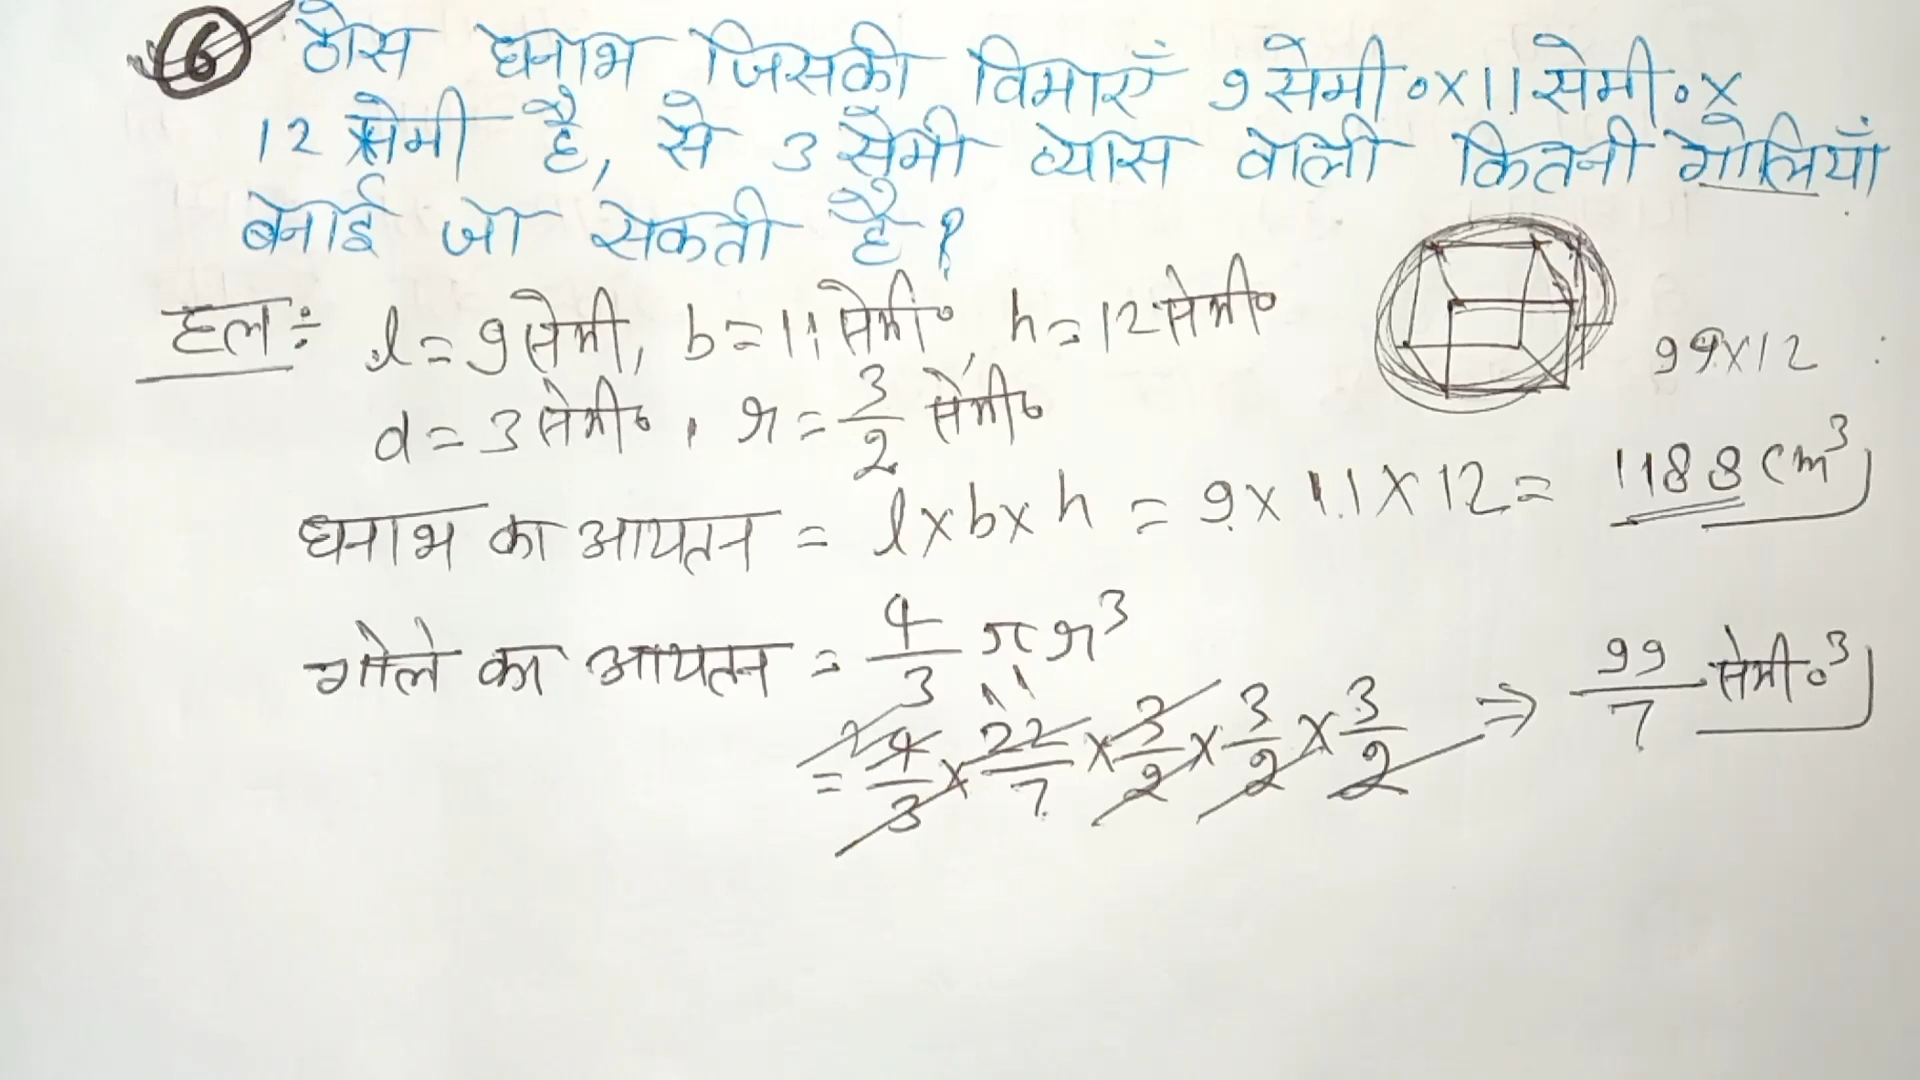 6 ठोस घनाभ जिसकी विमाएँ 9 सेमी० × 11 सेमी० ×
12 सेमी है, से 3 सेमी व्यास वाली कितनी गोलियाँ
बनाई जा सकती है?
हल÷ l = 9 सेमी, b = 11 सेमी०, h = 12 सेमी०
99×12
d = 3 सेमी०, r = 3/2 सेमी०
घनाभ का आयतन = l×b×h = 9×11×12 = 1188 cm³
गोले का आयतन = 4/3 πr³
= 4/3 × 22/7 × 3/2 × 3/2 × 3/2 ⇒ 99/7 सेमी०³